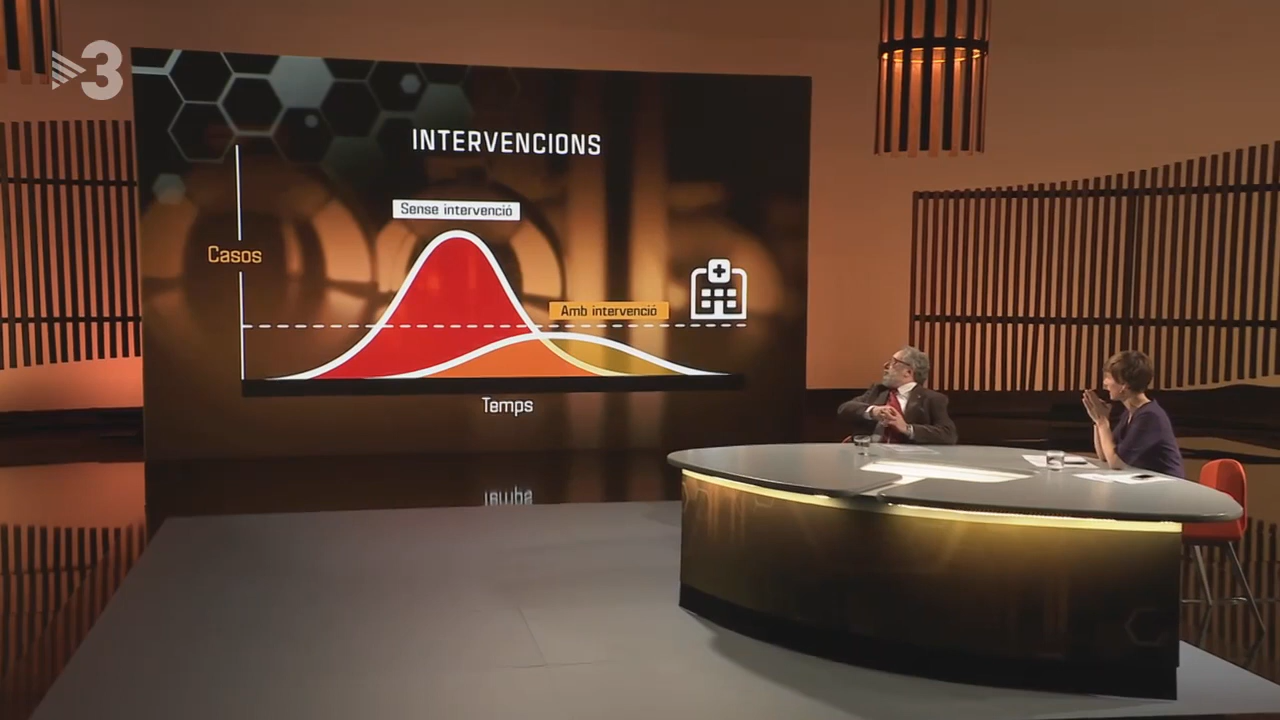 3
INTERVENCIONS
Sense intervenció
Casos
Amb intervenció
Temps